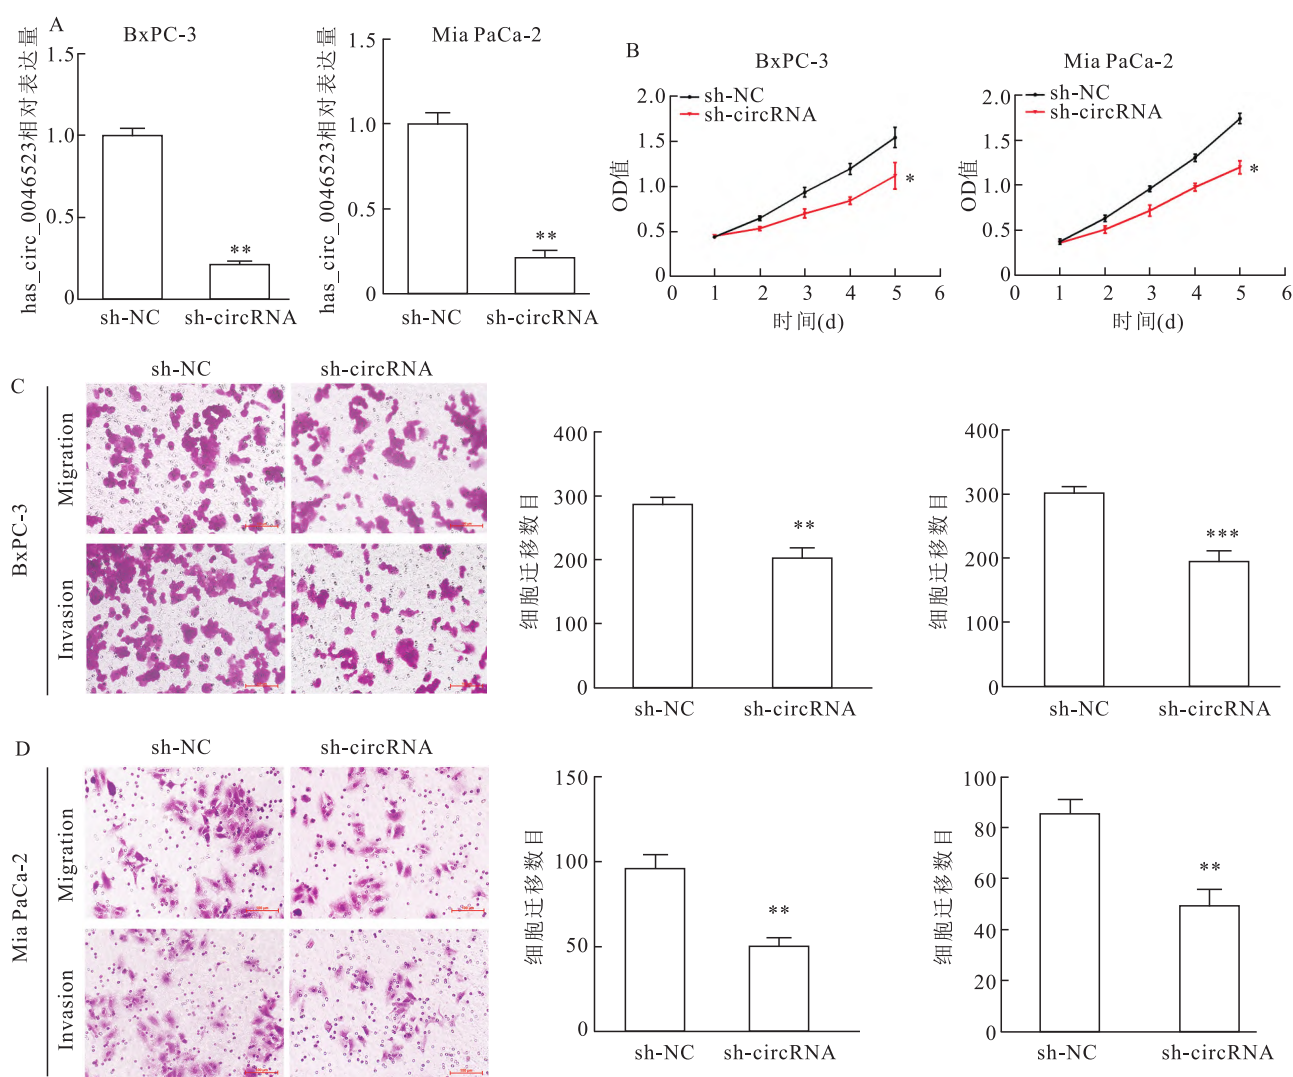 A
BxPC-3
has_circ_0046523相对表达量
1.5
1.0
0.5
0
**
sh-NC
sh-circRNA
Mia PaCa-2
has_circ_0046523相对表达量
1.5
1.0
0.5
0
**
sh-NC
sh-circRNA
B
BxPC-3
sh-NC
sh-circRNA
OD值
2.0
1.5
1.0
0.5
0
*
0 1 2 3 4 5 6
时间(d)
Mia PaCa-2
sh-NC
sh-circRNA
OD值
2.0
1.5
1.0
0.5
0
*
0 1 2 3 4 5 6
时间(d)
C
sh-NC
sh-circRNA
BxPC-3
Migration
Invasion
细胞迁移数目
400
300
200
100
0
**
sh-NC
sh-circRNA
细胞迁移数目
400
300
200
100
0
***
sh-NC
sh-circRNA
D
sh-NC
sh-circRNA
Mia PaCa-2
Migration
Invasion
细胞迁移数目
150
100
50
0
**
sh-NC
sh-circRNA
细胞迁移数目
100
80
60
40
20
0
**
sh-NC
sh-circRNA